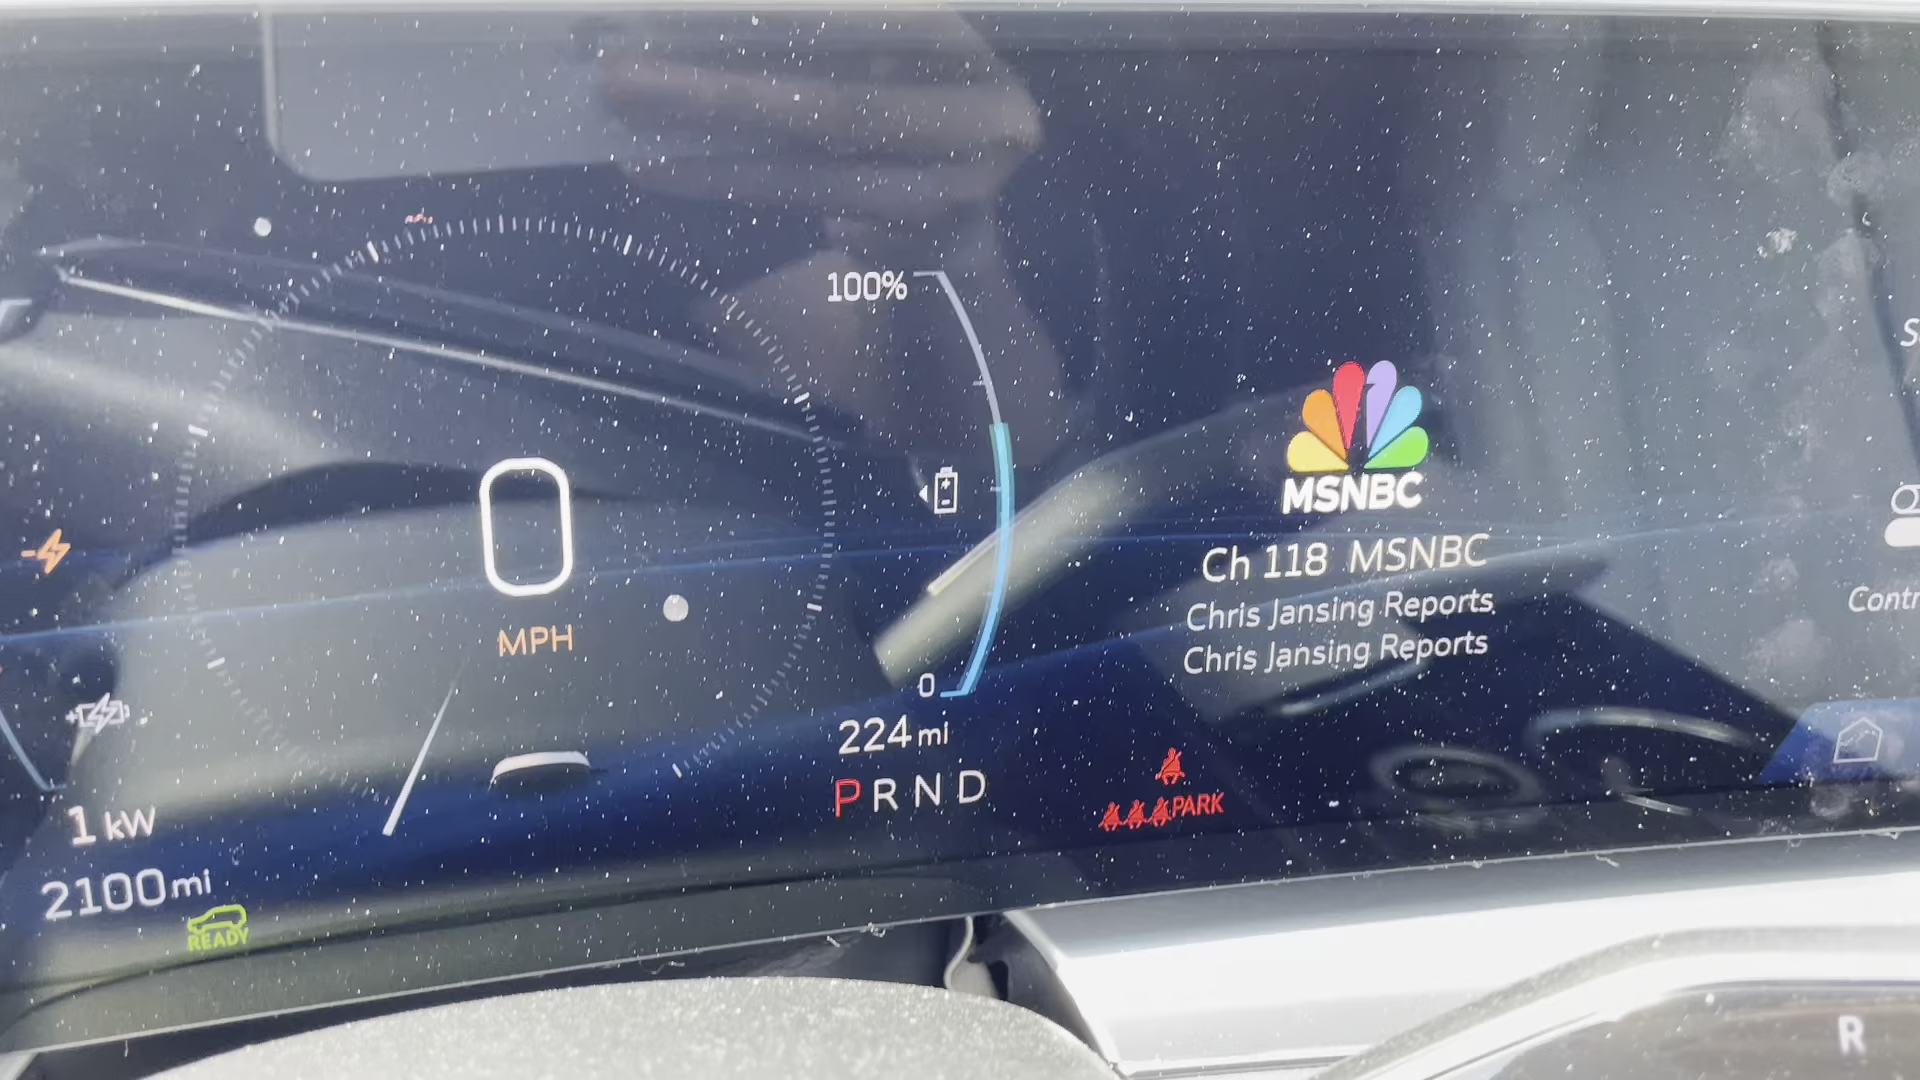 100%
0
MPH
0
224 mi
P R N D
1 kW
2100 mi
READY
MSNBC
Ch 118 MSNBC
Chris Jansing Reports
Chris Jansing Reports
PARK
R